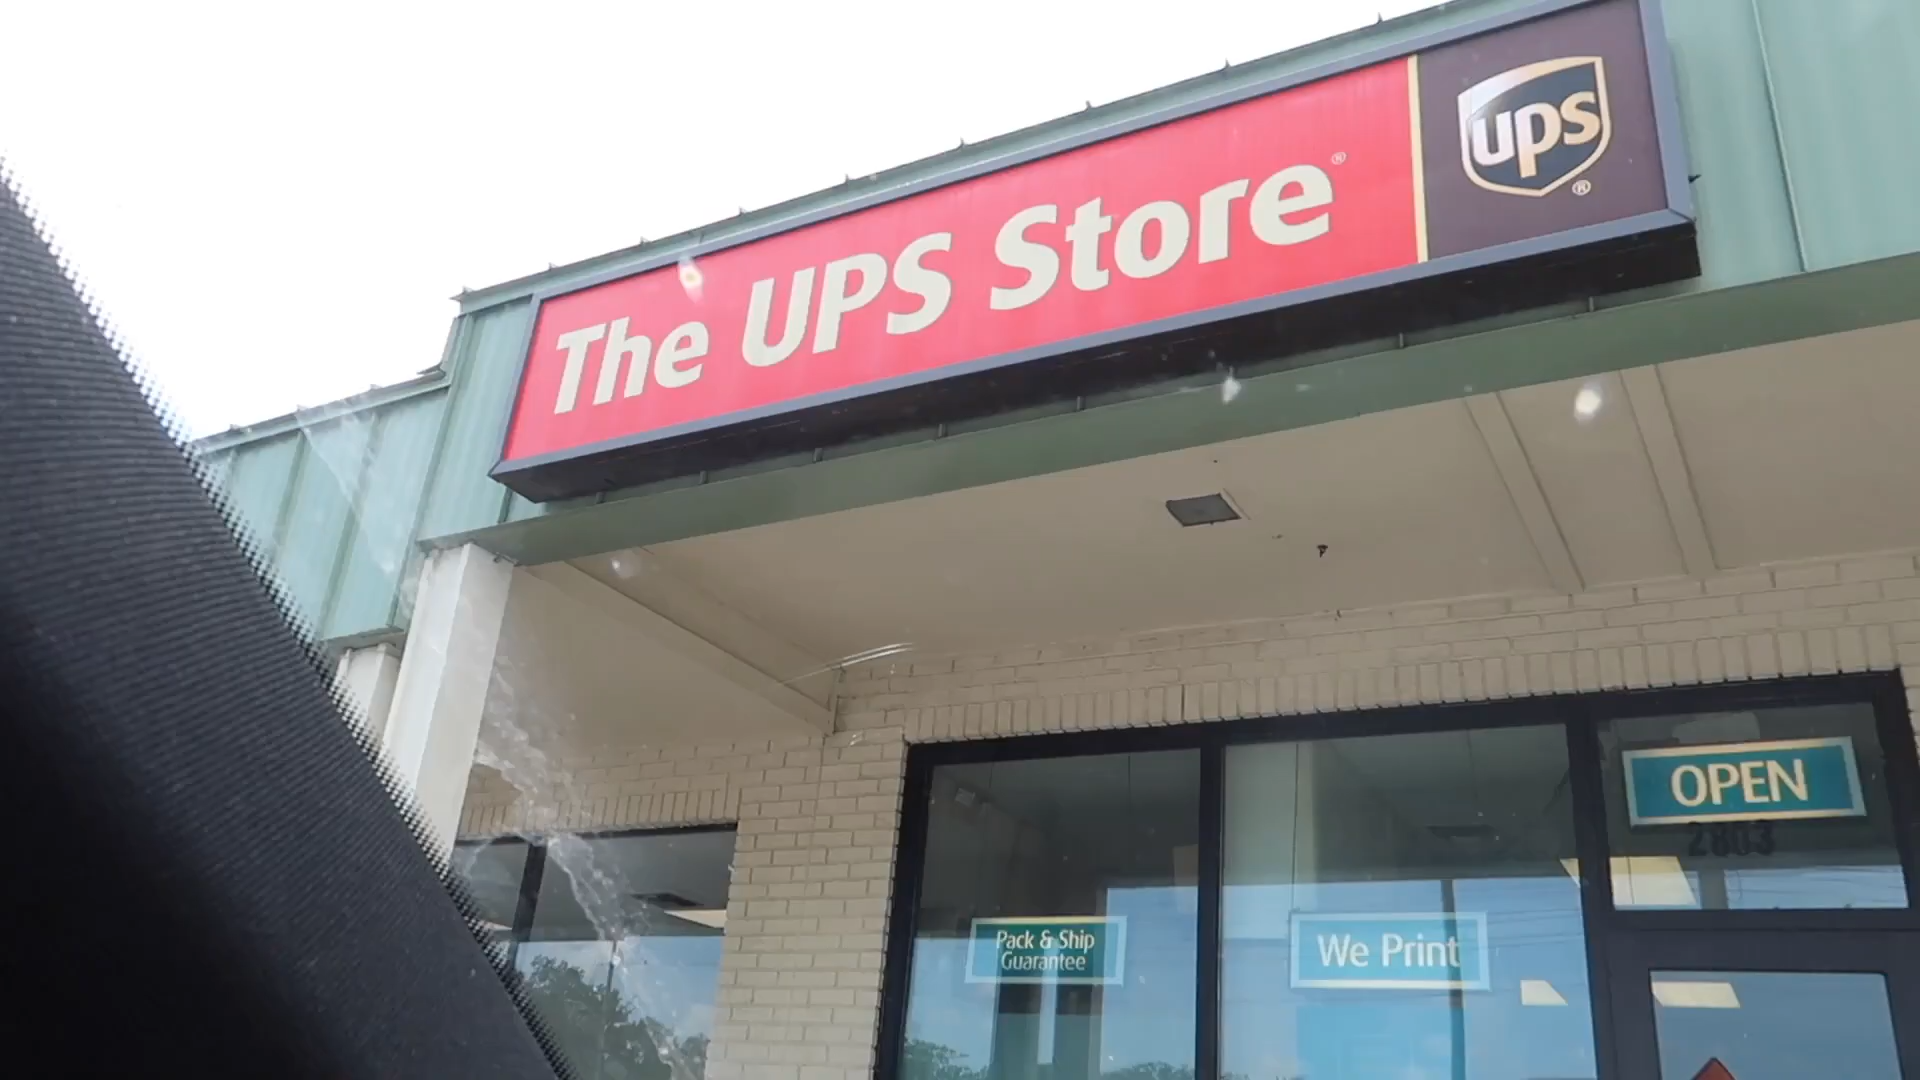 The UPS Store®
ups®
OPEN
2803
Pack & Ship
Guarantee
We Print